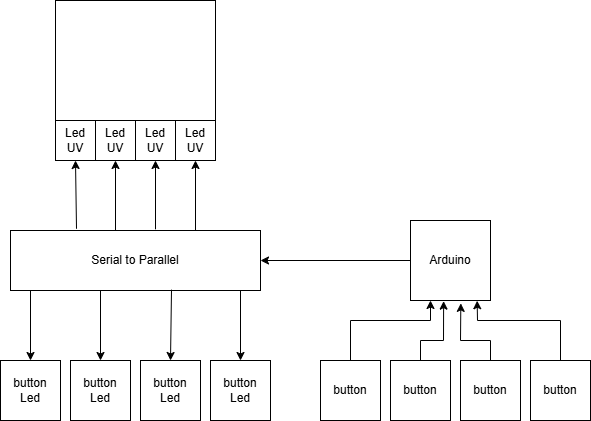 Led Led Led Led
UV UV UV UV
Serial to Parallel
Arduino
button button button button
Led Led Led Led
button button button button